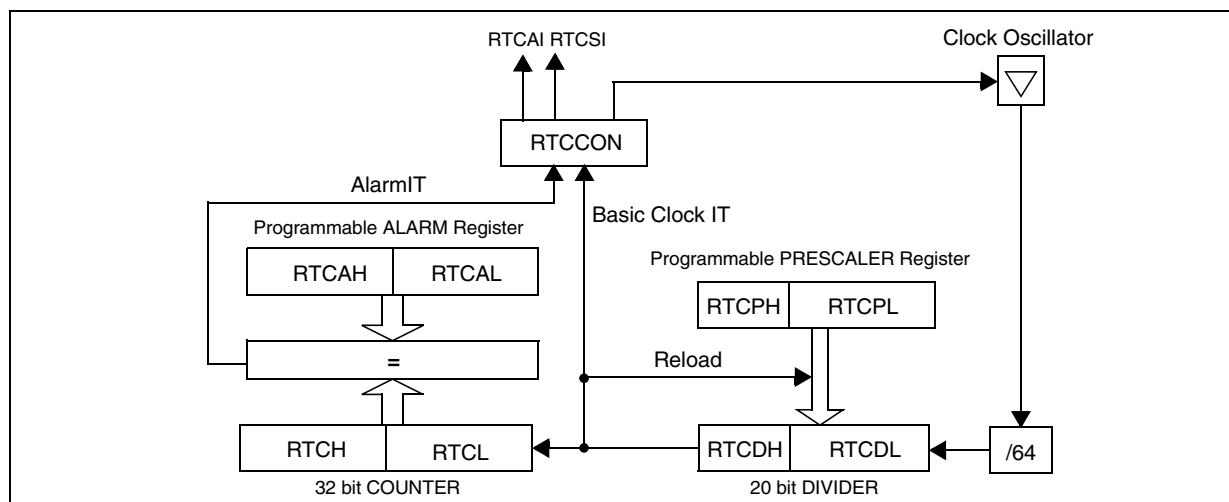 RTCAI RTCSI
Clock Oscillator
RTCCON
AlarmIT
Basic Clock IT
Programmable ALARM Register
RTCAH RTCAL
Programmable PRESCALER Register
RTCPH RTCPL
=
Reload
RTCH RTCL
RTCDH RTCDL
/64
32 bit COUNTER
20 bit DIVIDER